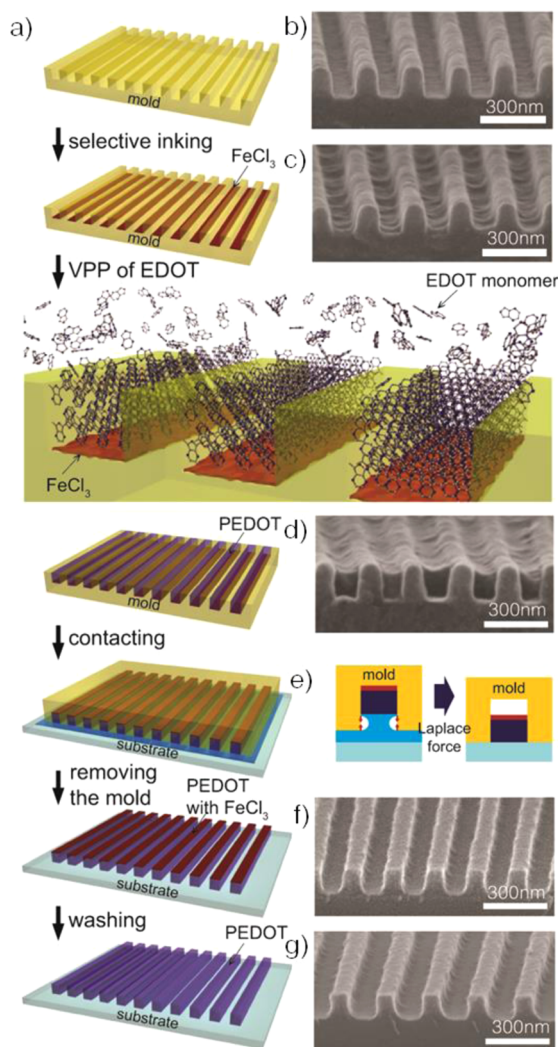 a)
mold
selective inking
FeCl3
mold
VPP of EDOT
b)
300nm
c)
300nm
EDOT monomer
FeCl3
PEDOT
mold
d)
300nm
contacting
substrate
e)
mold
mold
Laplace
force
removing
the mold
PEDOT
with FeCl3
substrate
f)
300nm
washing
PEDOT
substrate
g)
300nm